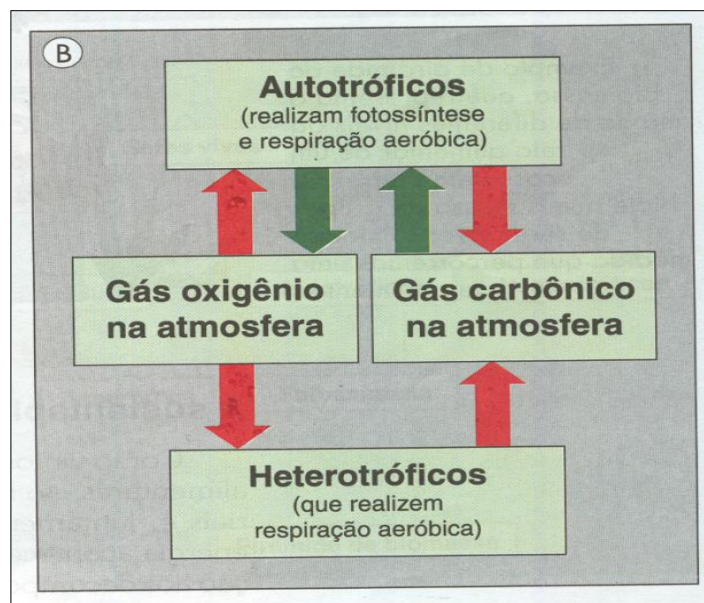 B
Autotróficos
(realizam fotossíntese
e respiração aeróbica)
Gás oxigênio
na atmosfera
Gás carbônico
na atmosfera
Heterotróficos
(que realizem
respiração aeróbica)